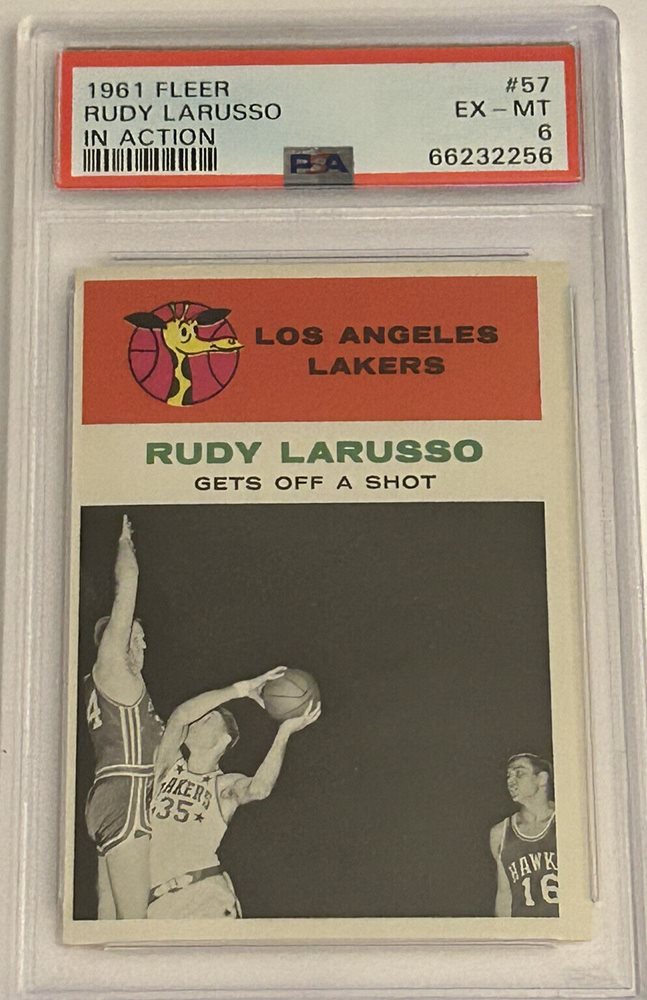 1961 FLEER #57
RUDY LARUSSO EX - MT
IN ACTION 6
PSA 66232256
LOS ANGELES
LAKERS
RUDY LARUSSO
GETS OFF A SHOT
4
LAKERS
35
HAWK
16